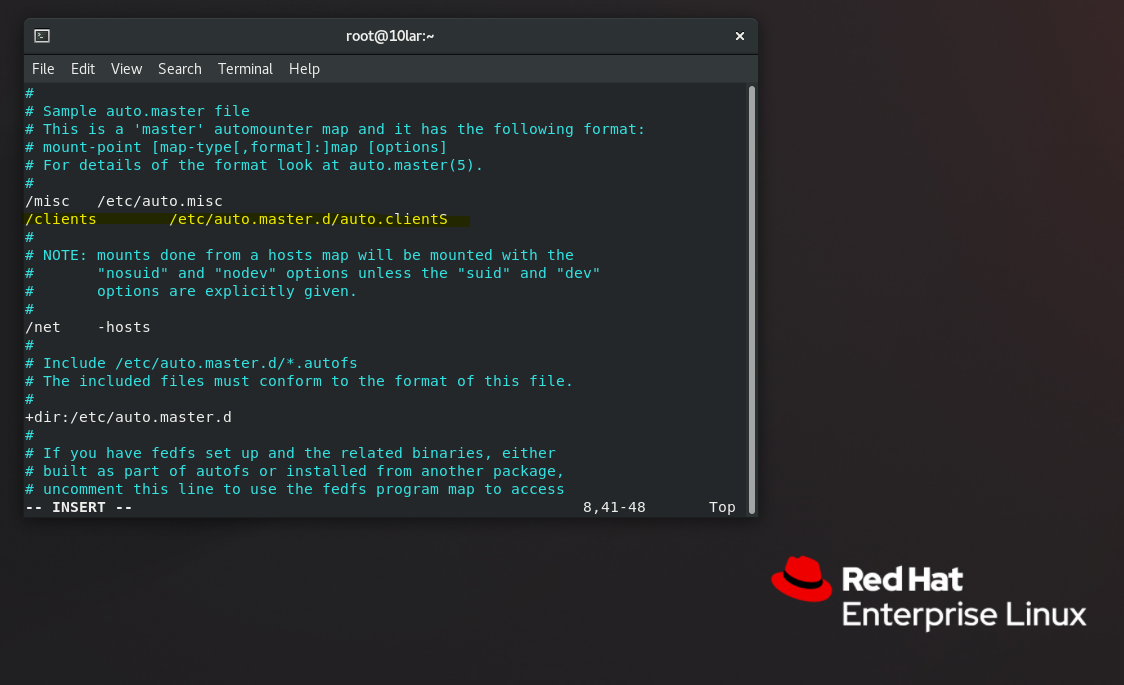 root@10lar:~
File Edit View Search Terminal Help
#
# Sample auto.master file
# This is a 'master' automounter map and it has the following format:
# mount-point [map-type[,format]:]map [options]
# For details of the format look at auto.master(5).
#
/misc   /etc/auto.misc
/clients        /etc/auto.master.d/auto.clientS
#
# NOTE: mounts done from a hosts map will be mounted with the
#       "nosuid" and "nodev" options unless the "suid" and "dev"
#       options are explicitly given.
#
/net    -hosts
#
# Include /etc/auto.master.d/*.autofs
# The included files must conform to the format of this file.
#
+dir:/etc/auto.master.d
#
# If you have fedfs set up and the related binaries, either
# built as part of autofs or installed from another package,
# uncomment this line to use the fedfs program map to access
-- INSERT --                                                  8,41-48       Top
Red Hat
Enterprise Linux